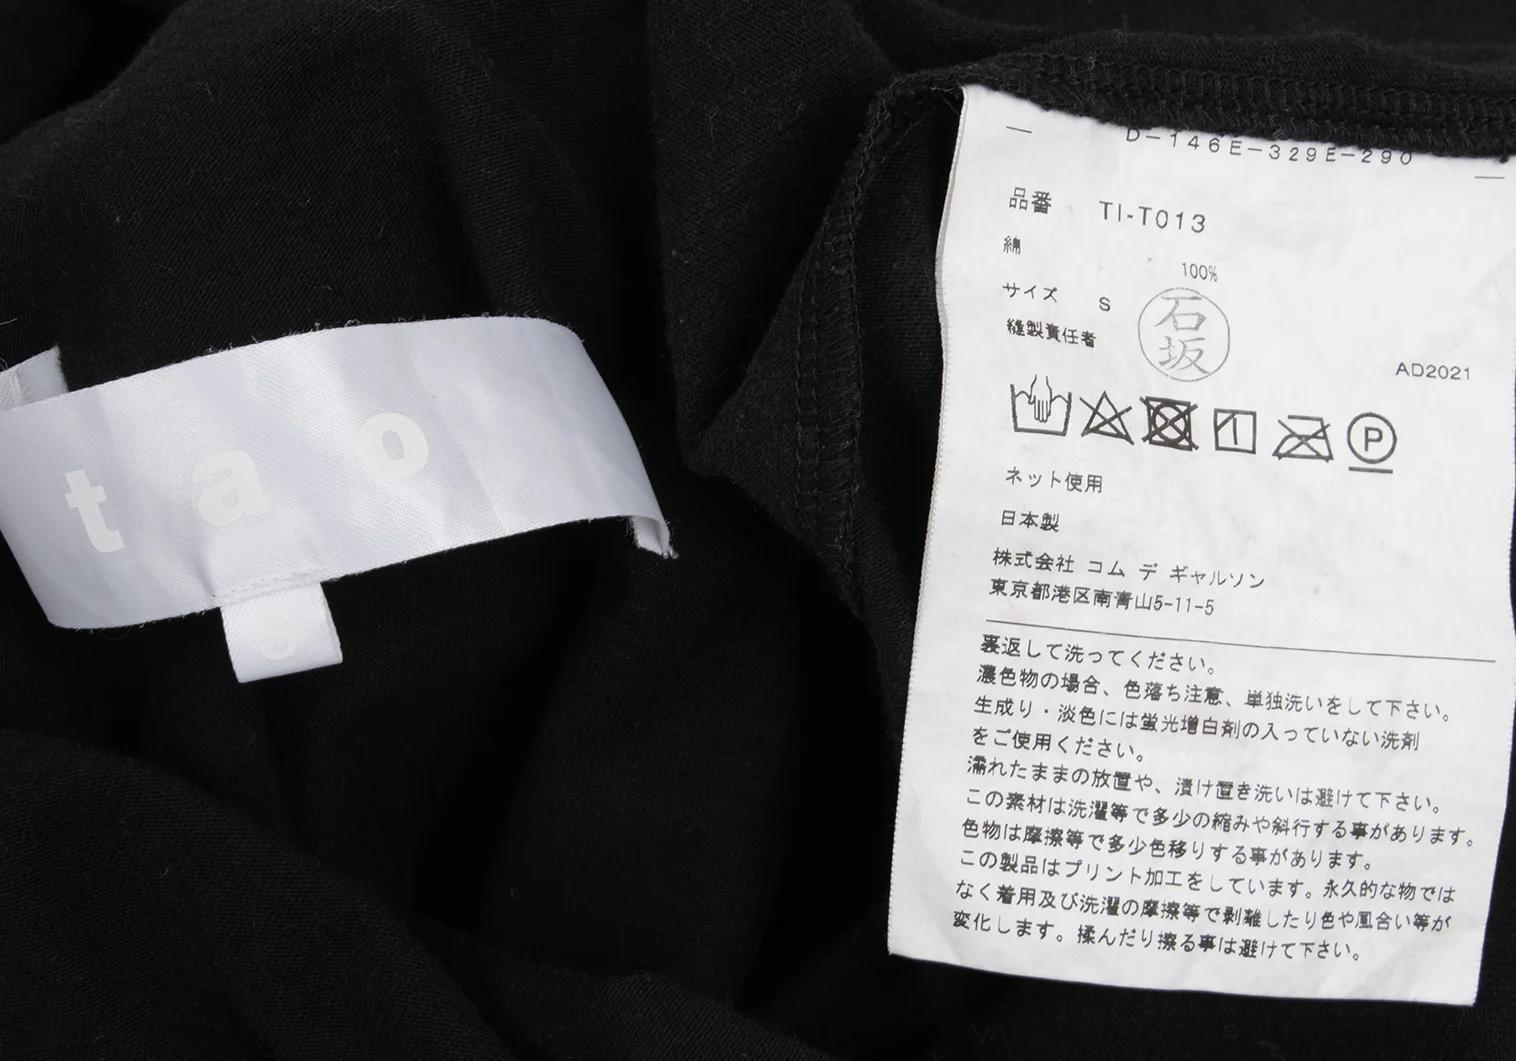 tao
S
D-146E-329E-290
品番 TI-T013
綿
100%
サイズ S
石坂
縫製責任者
AD2021
P
ネット使用
日本製
株式会社 コム デ ギャルソン
東京都港区南青山5-11-5
裏返して洗ってください。
濃色物の場合、色落ち注意、単独洗いをして下さい。
生成り・淡色には蛍光増白剤の入っていない洗剤
をご使用ください。
濡れたままの放置や、漬け置き洗いは避けて下さい。
この素材は洗濯等で多少の縮みや斜行する事があります。
色物は摩擦等で多少色移りする事があります。
この製品はプリント加工をしています。永久的な物では
なく着用及び洗濯の摩擦等で剥離したり色や風合い等が
変化します。揉んだり擦る事は避けて下さい。